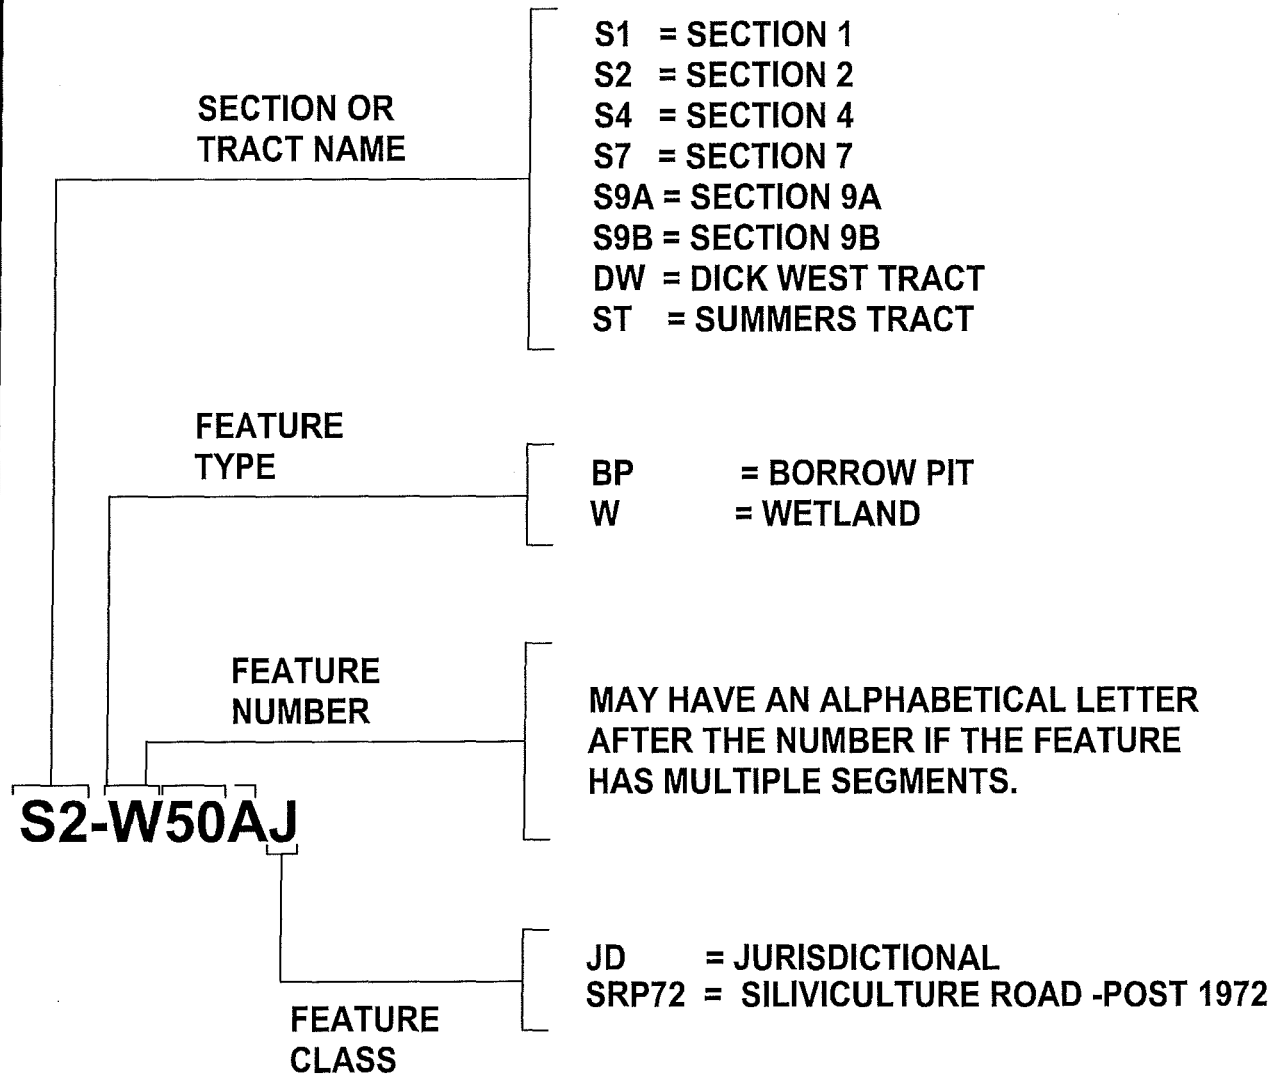 SECTION OR
TRACT NAME
S1 = SECTION 1
S2 = SECTION 2
S4 = SECTION 4
S7 = SECTION 7
S9A = SECTION 9A
S9B = SECTION 9B
DW = DICK WEST TRACT
ST = SUMMERS TRACT
FEATURE
TYPE
BP = BORROW PIT
W = WETLAND
FEATURE
NUMBER
MAY HAVE AN ALPHABETICAL LETTER
AFTER THE NUMBER IF THE FEATURE
HAS MULTIPLE SEGMENTS.
S2-W50AJ
JD = JURISDICTIONAL
SRP72 = SILIVICULTURE ROAD -POST 1972
FEATURE
CLASS